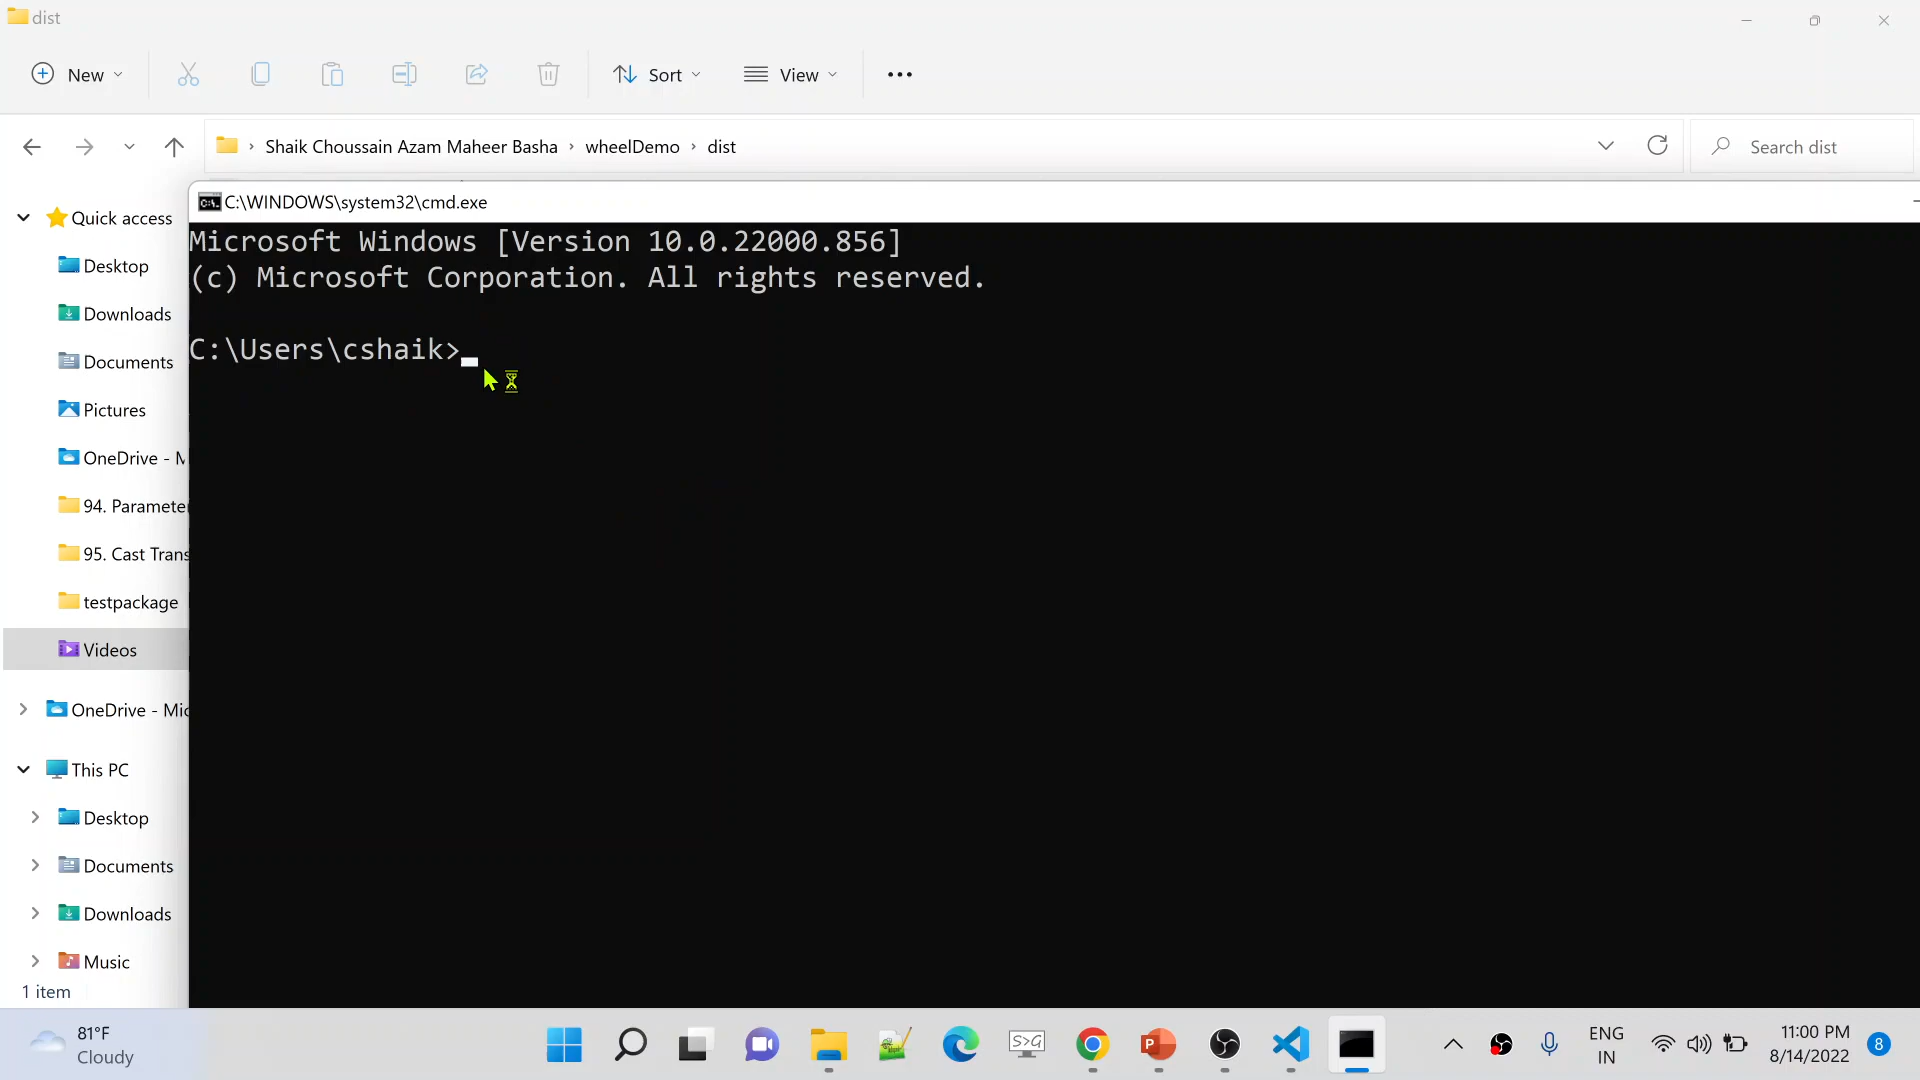 dist
New
Sort
View
Shaik Choussain Azam Maheer Basha
wheelDemo
dist
Search dist
C:\WINDOWS\system32\cmd.exe
Microsoft Windows [Version 10.0.22000.856]
(c) Microsoft Corporation. All rights reserved.
C:\Users\cshaik>
Quick access
Desktop
Downloads
Documents
Pictures
OneDrive - M
94. Parameter
95. Cast Trans
testpackage
Videos
OneDrive - Mic
This PC
Desktop
Documents
Downloads
Music
1 item
81°F
Cloudy
S>G
P
ENG
IN
11:00 PM
8/14/2022
8